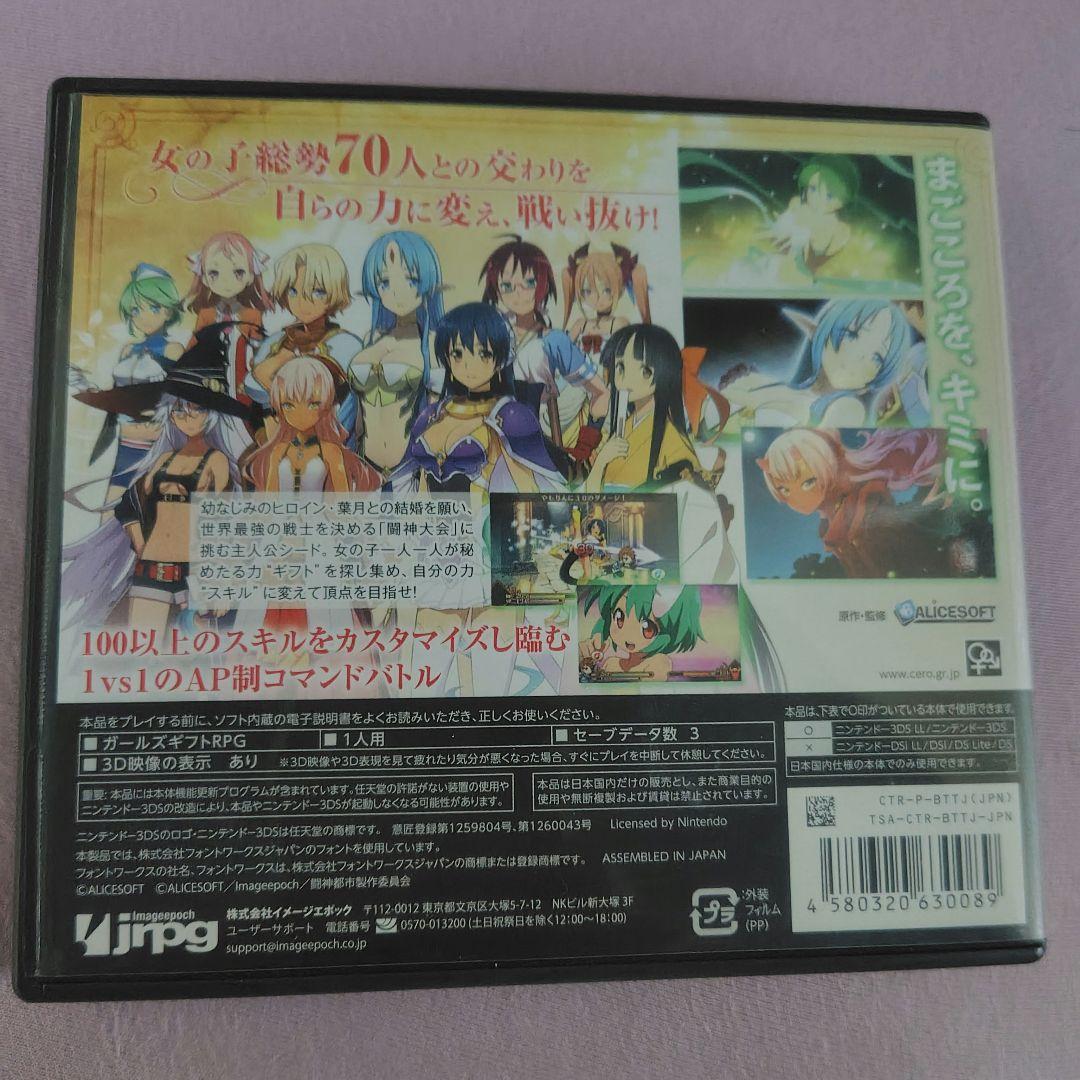 女の子総勢70人との交わりを
自らの力に変え、戦い抜け!
まごころを、キミに。
幼なじみのヒロイン・葉月との結婚を願い、
世界最強の戦士を決める「闘神大会」に
挑む主人公シード。女の子一人一人が秘
めたる力“ギフト”を探し集め、自分の力
“スキル”に変えて頂点を目指せ!
やもりんに10のダメージ!
100以上のスキルをカスタマイズし臨む
1vs1のAP制コマンドバトル
原作・監修 ALICESOFT
www.cero.gr.jp
本品をプレイする前に、ソフト内蔵の電子説明書をよくお読みいただき、正しくお使いください。
■ガールズギフトRPG ■1人用 ■セーブデータ数 3
■3D映像の表示 あり ※3D映像や3D表現を見て疲れたり気分が悪くなった場合、すぐにプレイを中断して休憩してください。
重要：本品には本体機能更新プログラムが含まれています。任天堂の許諾がない装置の使用や
ニンテンドー3DSの改造により、本品やニンテンドー3DSが起動しなくなる可能性があります。
本品は日本国内だけの販売とし、また商業目的の
使用や無断複製および賃貸は禁止されています。
ニンテンドー3DSのロゴ・ニンテンドー3DSは任天堂の商標です。 意匠登録第1259804号、第1260043号 Licensed by Nintendo
本製品では、株式会社フォントワークスジャパンのフォントを使用しています。
フォントワークスの社名、フォントワークスは、株式会社フォントワークスジャパンの商標または登録商標です。 ASSEMBLED IN JAPAN
©ALICESOFT ©ALICESOFT/Imageepoch/闘神都市製作委員会
Imageepoch
jrpg
株式会社イメージエポック 〒112-0012 東京都文京区大塚5-7-12 NKビル新大塚 3F
ユーザーサポート 電話番号 0570-013200 (土日祝祭日を除く12:00〜18:00)
support@imageepoch.co.jp
プラ
:外装
フィルム
(PP)
本品は、下表で○印がついている本体で使用できます。
○ ニンテンドー3DS LL/ニンテンドー3DS
× ニンテンドーDSi LL/DSi/DS Lite/DS
日本国内仕様の本体でのみ使用できます。
CTR-P-BTTJ(JPN)
TSA-CTR-BTTJ-JPN
4 580320 630089